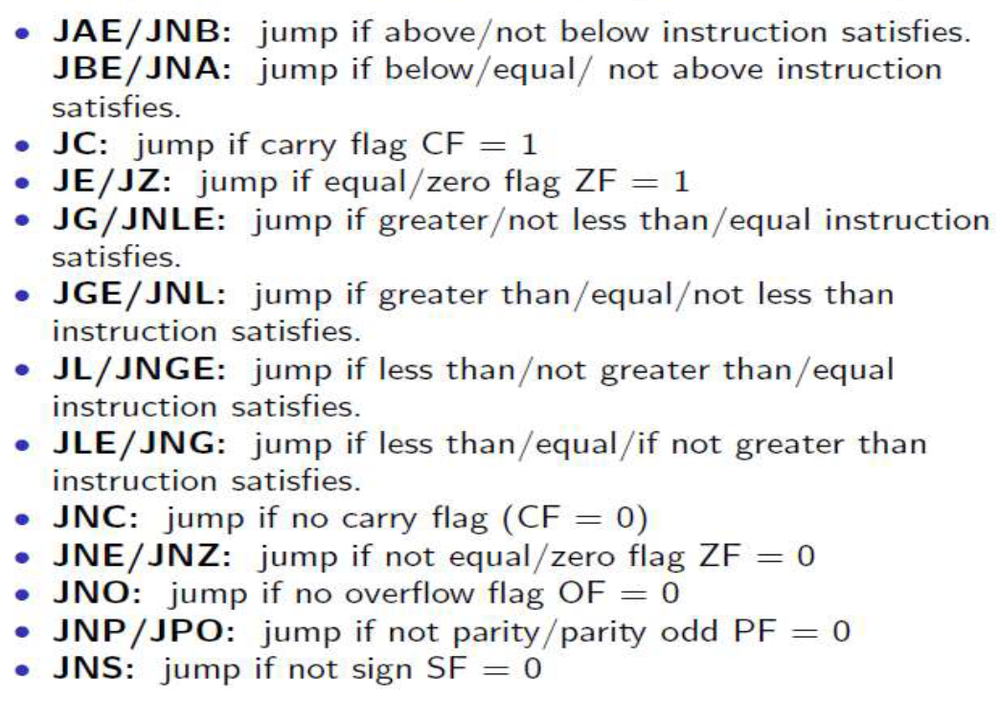 • JAE/JNB: jump if above/not below instruction satisfies.
JBE/JNA: jump if below/equal/ not above instruction
satisfies.
• JC: jump if carry flag CF = 1
• JE/JZ: jump if equal/zero flag ZF = 1
• JG/JNLE: jump if greater/not less than/equal instruction
satisfies.
• JGE/JNL: jump if greater than/equal/not less than
instruction satisfies.
• JL/JNGE: jump if less than/not greater than/equal
instruction satisfies.
• JLE/JNG: jump if less than/equal/if not greater than
instruction satisfies.
• JNC: jump if no carry flag (CF = 0)
• JNE/JNZ: jump if not equal/zero flag ZF = 0
• JNO: jump if no overflow flag OF = 0
• JNP/JPO: jump if not parity/parity odd PF = 0
• JNS: jump if not sign SF = 0